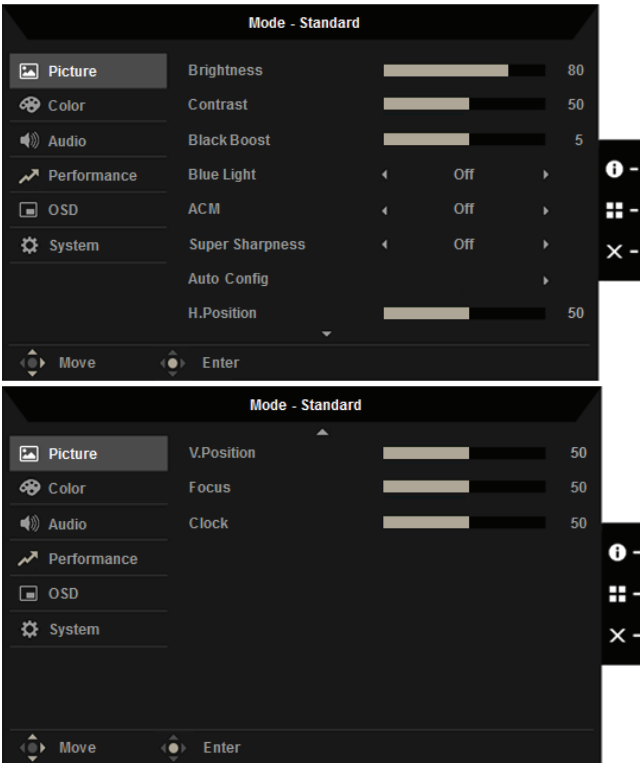 Mode - Standard
Picture
Brightness 80
Color
Contrast 50
Audio
Black Boost 5
Performance
Blue Light Off
OSD
ACM Off
System
Super Sharpness Off
Auto Config
H.Position 50
Move Enter
Mode - Standard
Picture
V.Position 50
Color
Focus 50
Audio
Clock 50
Performance
OSD
System
Move Enter